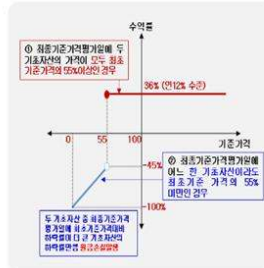 수익률
① 최종기준가격평가일에 두
기초자산의 가격이 모두 최초
기준가격의 55%이상인 경우
36% (연12% 수준)
0
55
100
기준가격
-45%
② 최종기준가격평가일에
어느 한 기초자산이라도
최초기준 가격의 55%
미만인 경우
-100%
두 기초자산 중 최종기준가격
평가일에 최초기준가격대비
하락률이 더 큰 기초자산의
하락률만큼 원금손실발생